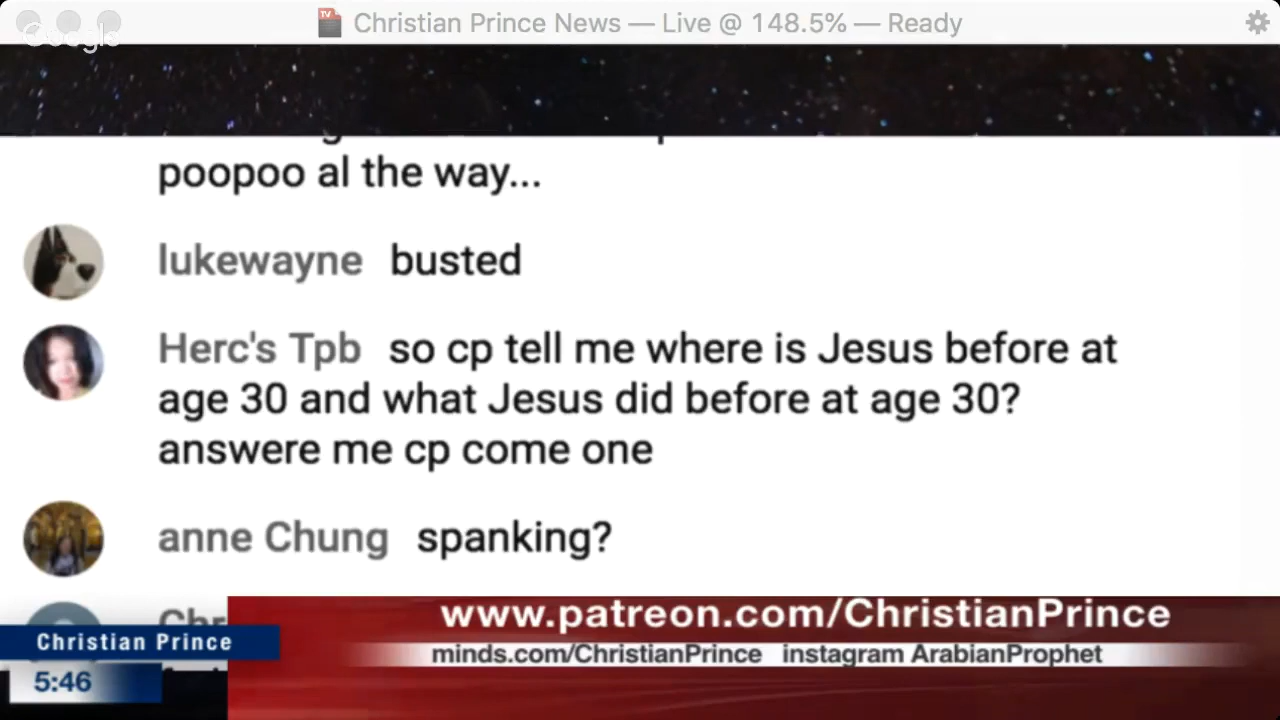 Christian Prince News — Live @ 148.5% — Ready
Google
poopoo al the way...
lukewayne busted
Herc's Tpb so cp tell me where is Jesus before at
age 30 and what Jesus did before at age 30?
answere me cp come one
anne Chung spanking?
www.patreon.com/ChristianPrince
Christian Prince
minds.com/ChristianPrince instagram ArabianProphet
5:46